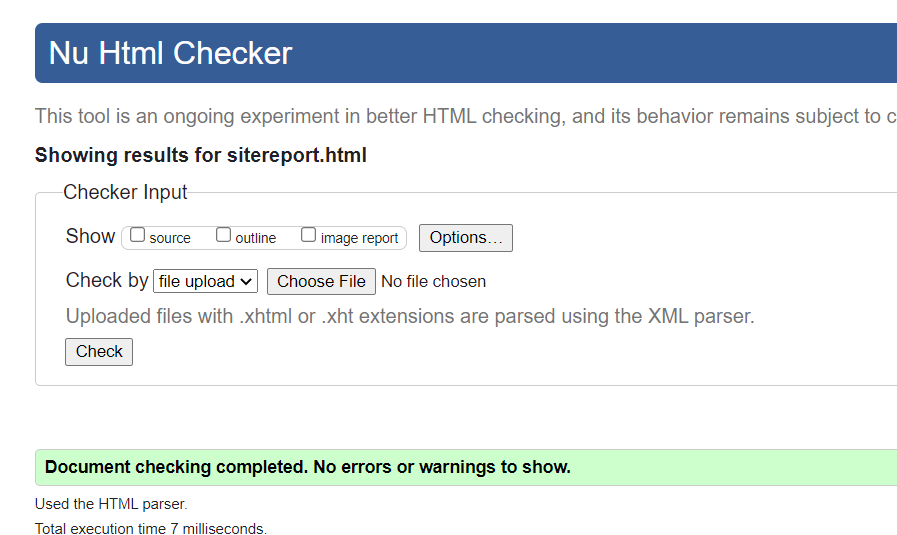 Nu Html Checker
This tool is an ongoing experiment in better HTML checking, and its behavior remains subject to c
Showing results for sitereport.html
Checker Input
Show source outline image report Options...
Check by file upload Choose File No file chosen
Uploaded files with .xhtml or .xht extensions are parsed using the XML parser.
Check
Document checking completed. No errors or warnings to show.
Used the HTML parser.
Total execution time 7 milliseconds.